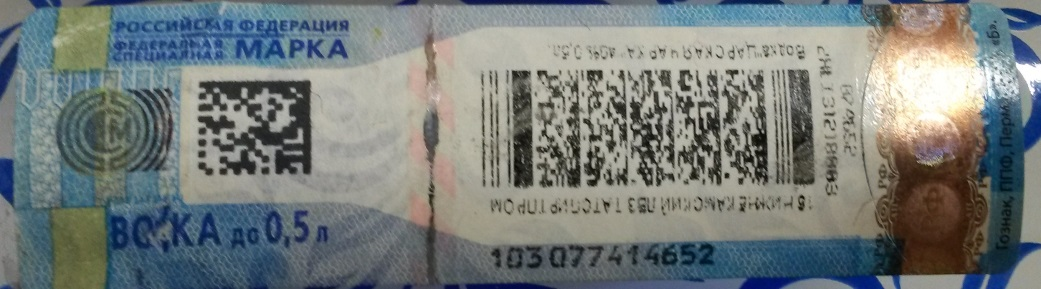 РОССИЙСКАЯ ФЕДЕРАЦИЯ
ФЕДЕРАЛЬНАЯ
СПЕЦИАЛЬНАЯ
МАРКА
ВОДКА до 0,5 л
Водка "ЦАРСКАЯ ЧАРКА" 40% 0,5л.
16 НИЖНЕКАМСКИЙ ЛВЗ ТАТСПИРТПРОМ
103 077414652
Гознак, ППФ, Пермь